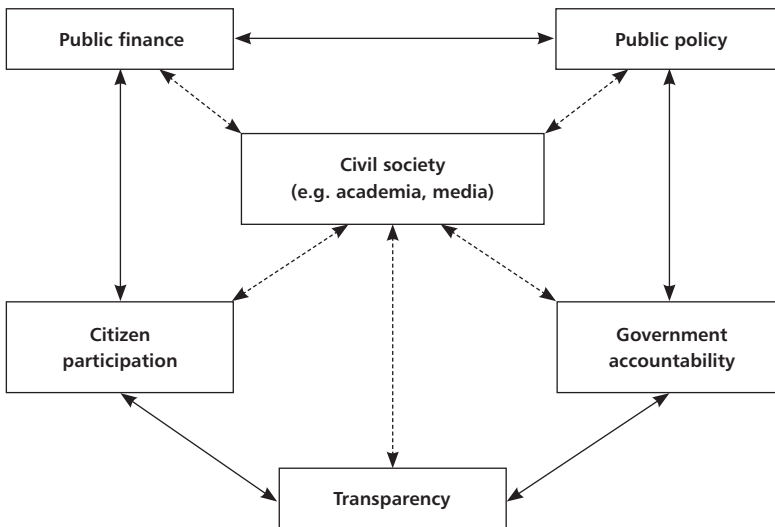 Public finance
Public policy
Civil society
(e.g. academia, media)
Citizen
participation
Government
accountability
Transparency